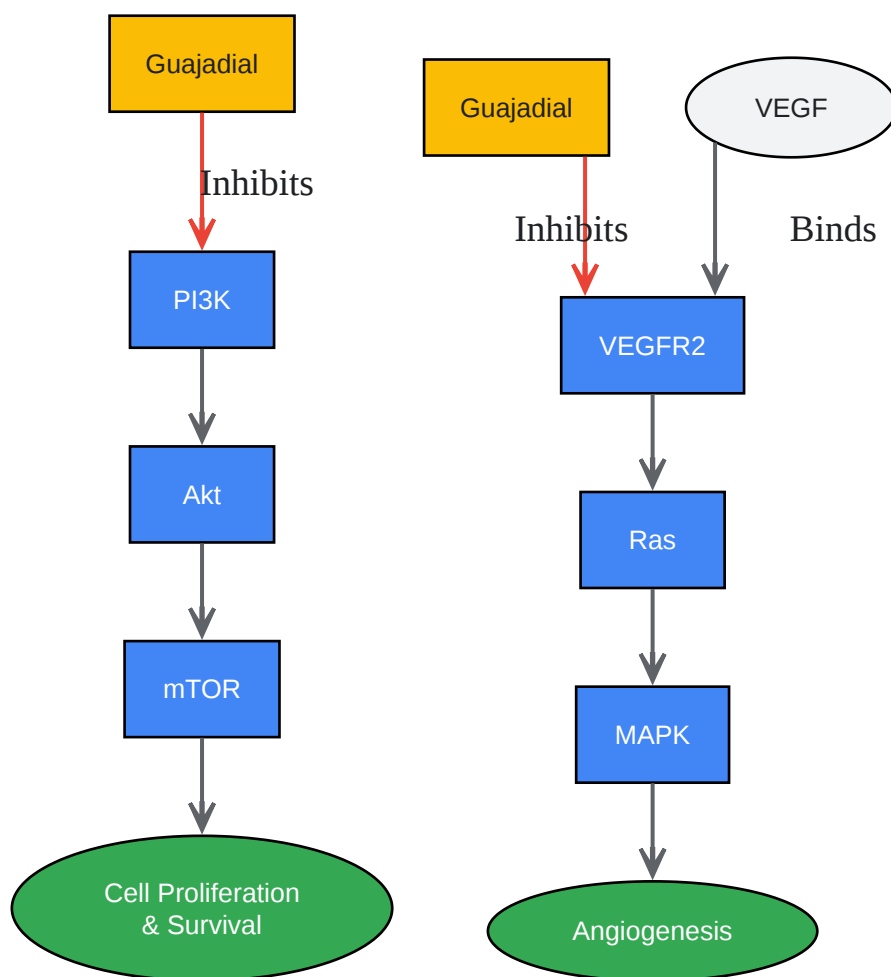 Guajadial
Inhibits
PI3K
Akt
mTOR
Cell Proliferation
& Survival
Guajadial
VEGF
Inhibits
Binds
VEGFR2
Ras
MAPK
Angiogenesis